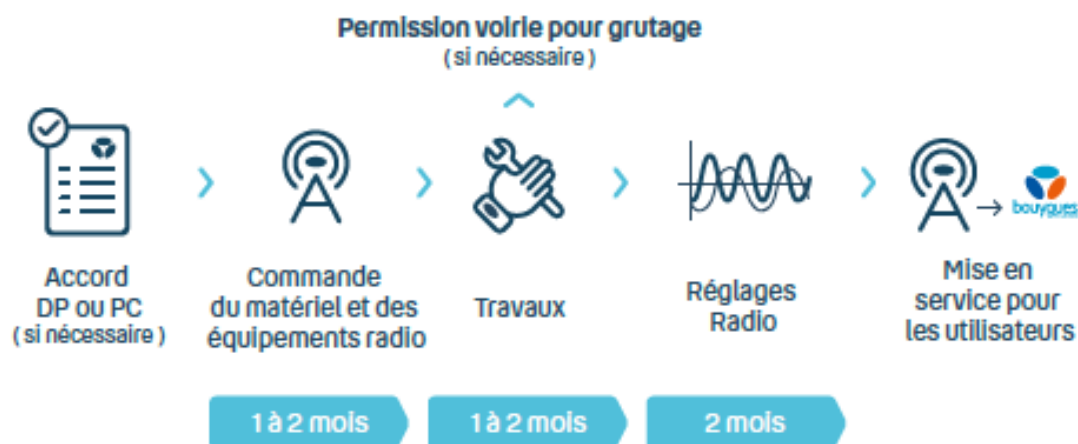 Permission voirie pour grutage
( si nécessaire )
Accord
DP ou PC
( si nécessaire )
Commande
du matériel et des
équipements radio
Travaux
Réglages
Radio
bouygues
Mise en
service pour
les utilisateurs
1 à 2 mois
1 à 2 mois
2 mois